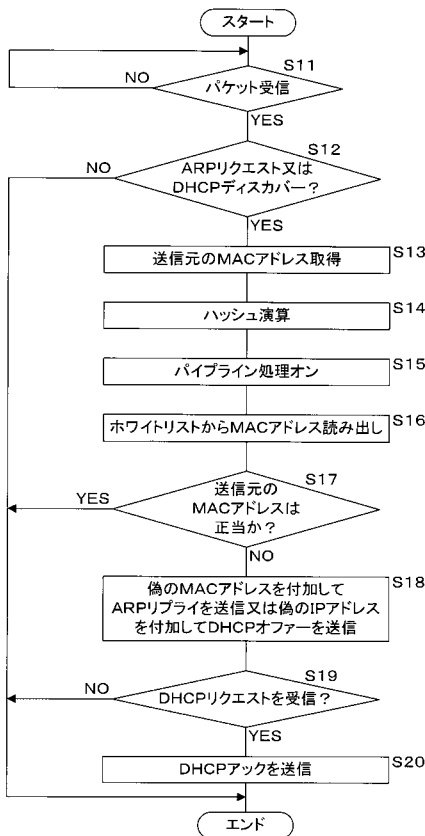 スタート
S11
NO
パケット受信
YES
S12
NO
ARPリクエスト又は
DHCPディスカバー？
YES
S13
送信元のMACアドレス取得
S14
ハッシュ演算
S15
パイプライン処理オン
S16
ホワイトリストからMACアドレス読み出し
S17
YES
送信元の
MACアドレスは
正当か？
NO
S18
偽のMACアドレスを付加して
ARPリプライを送信又は偽のIPアドレス
を付加してDHCPオファーを送信
S19
NO
DHCPリクエストを受信？
YES
S20
DHCPアックを送信
エンド